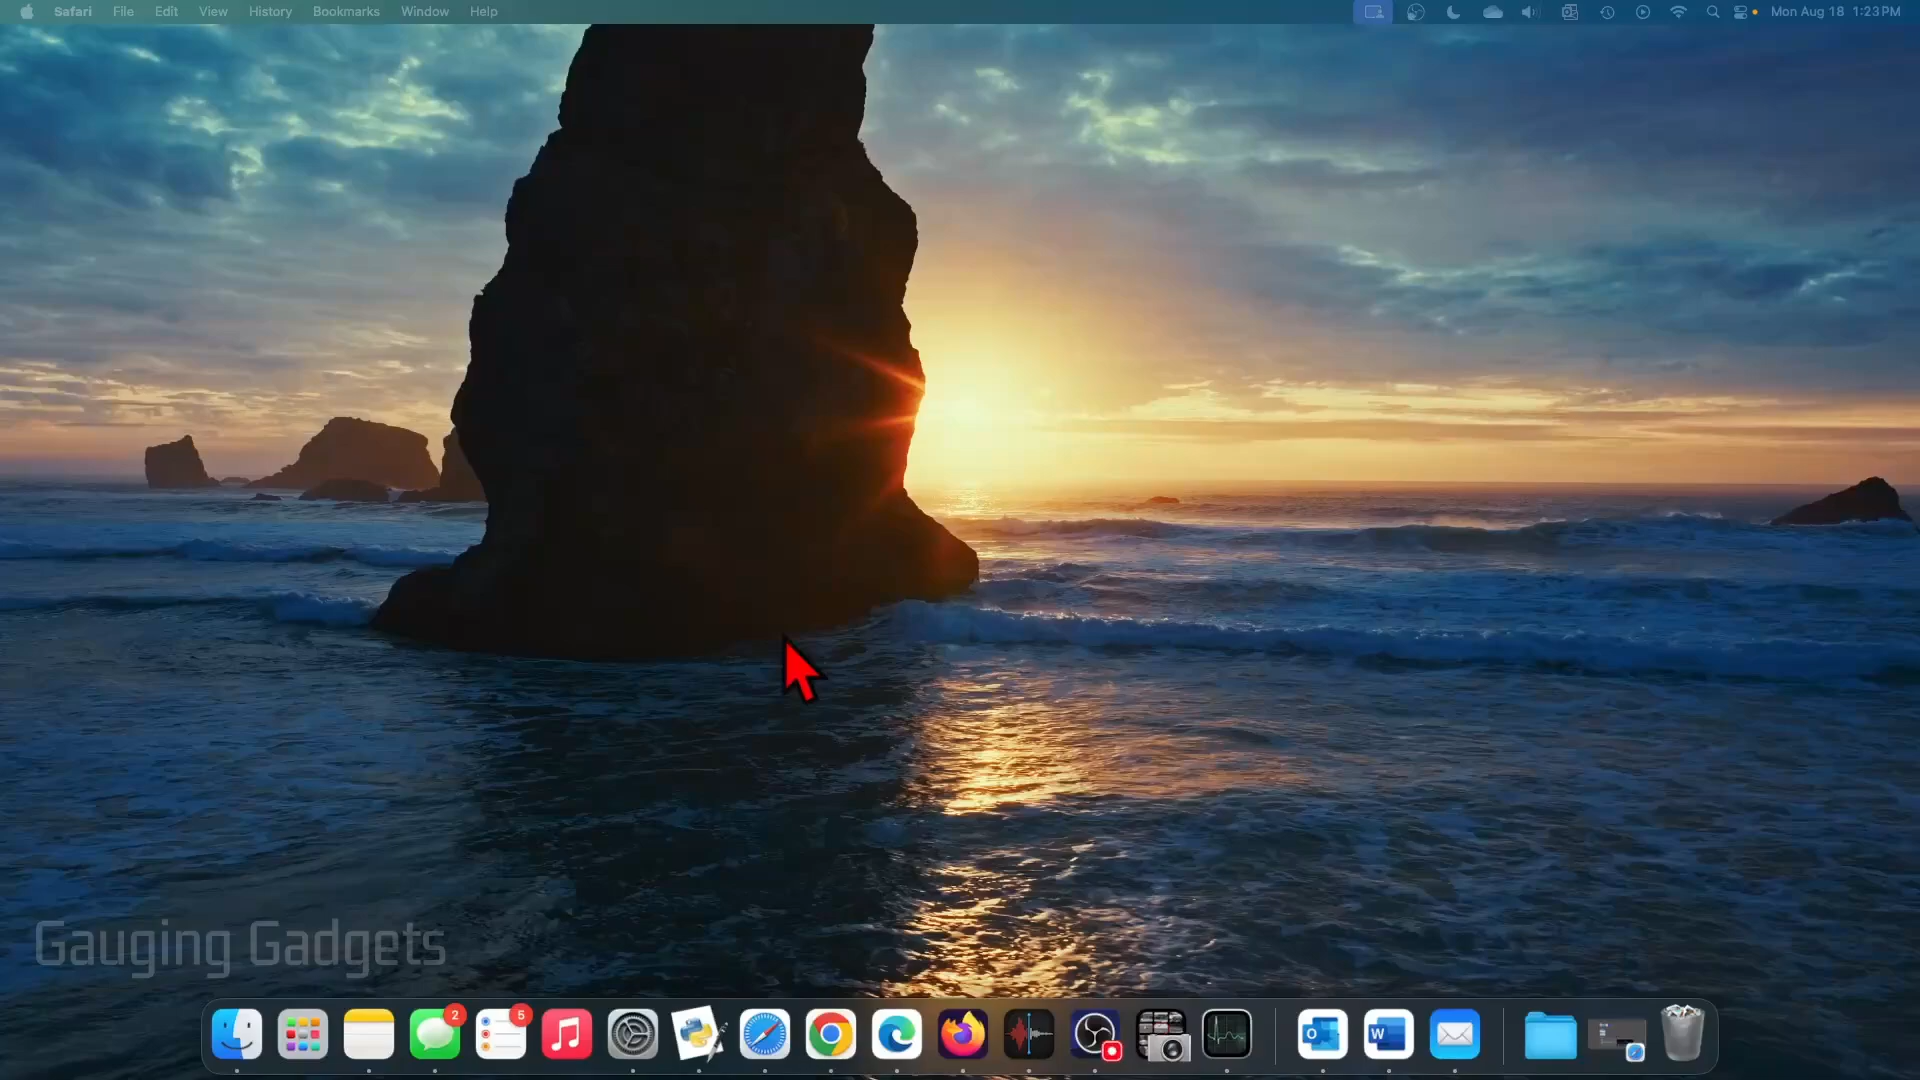 Safari File Edit View History Bookmarks Window Help Mon Aug 18 1:23 PM
Gauging Gadgets
2
5
O
W